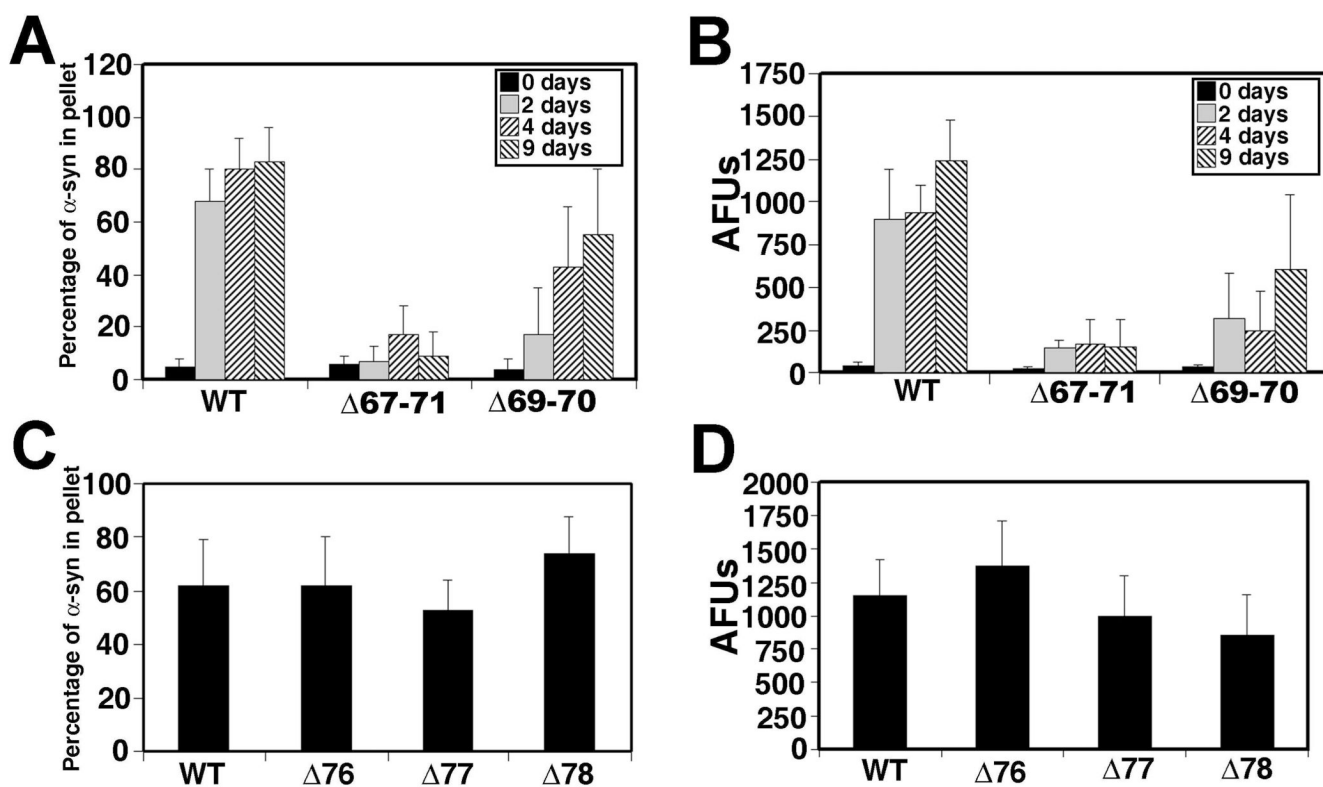 A
Percentage of α-syn in pellet
120
100
80
60
40
20
0
0 days
2 days
4 days
9 days
WT
Δ67-71
Δ69-70
B
AFUs
1750
1500
1250
1000
750
500
250
0
0 days
2 days
4 days
9 days
WT
Δ67-71
Δ69-70
C
Percentage of α-syn in pellet
100
80
60
40
20
0
WT
Δ76
Δ77
Δ78
D
AFUs
2000
1750
1500
1250
1000
750
500
250
0
WT
Δ76
Δ77
Δ78